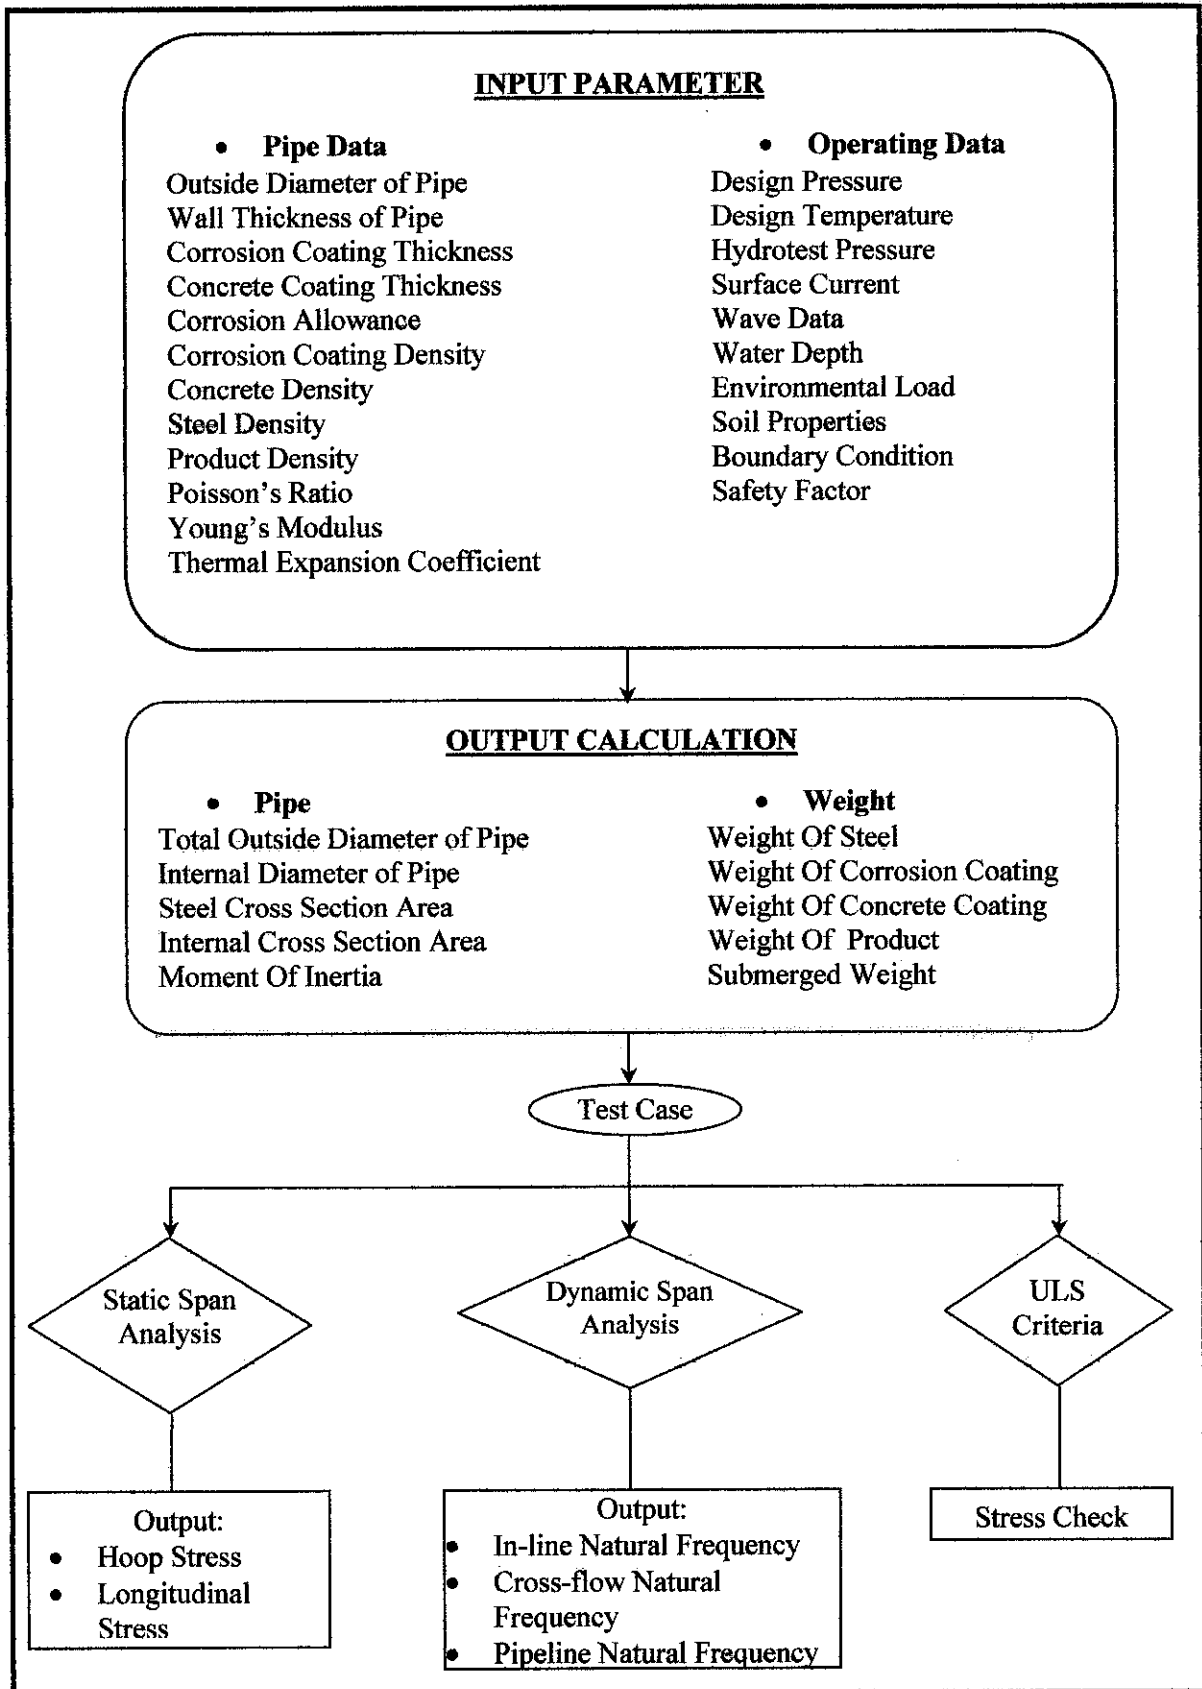 INPUT PARAMETER
• Pipe Data
Outside Diameter of Pipe
Wall Thickness of Pipe
Corrosion Coating Thickness
Concrete Coating Thickness
Corrosion Allowance
Corrosion Coating Density
Concrete Density
Steel Density
Product Density
Poisson's Ratio
Young's Modulus
Thermal Expansion Coefficient
• Operating Data
Design Pressure
Design Temperature
Hydrotest Pressure
Surface Current
Wave Data
Water Depth
Environmental Load
Soil Properties
Boundary Condition
Safety Factor
OUTPUT CALCULATION
• Pipe
Total Outside Diameter of Pipe
Internal Diameter of Pipe
Steel Cross Section Area
Internal Cross Section Area
Moment Of Inertia
• Weight
Weight Of Steel
Weight Of Corrosion Coating
Weight Of Concrete Coating
Weight Of Product
Submerged Weight
Test Case
Static Span
Analysis
Dynamic Span
Analysis
ULS
Criteria
Output:
• Hoop Stress
• Longitudinal
Stress
Output:
• In-line Natural Frequency
• Cross-flow Natural
Frequency
• Pipeline Natural Frequency
Stress Check